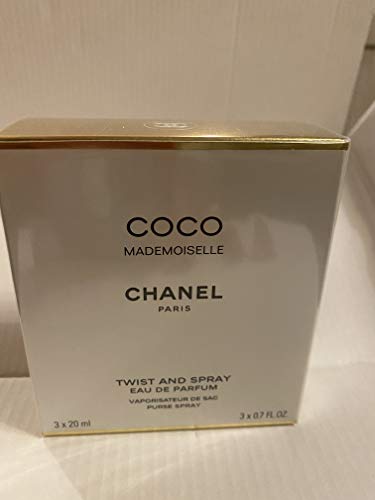 COCO
MADEMOISELLE
CHANEL
PARIS
TWIST AND SPRAY
EAU DE PARFUM
VAPORISATEUR DE SAC
PURSE SPRAY
3 x 20 ml
3 x 0.7 FL.OZ.